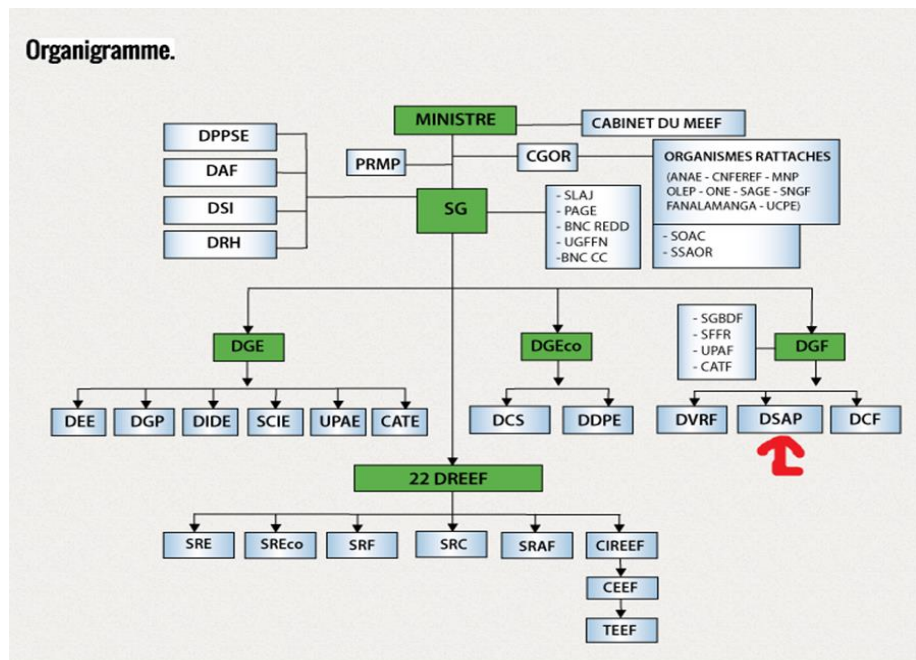 Organigramme.
MINISTRE
CABINET DU MEEF
DPPSE
DAF
DSI
DRH
PRMP
CGOR
ORGANISMES RATTACHES
(ANAE - CNFEREF - MNP
OLEP - ONE - SAGE - SNGF
FANALAMANGA - UCPE)
- SOAC
- SSAOR
SG
- SLAJ
- PAGE
- BNC REDD
- UGFFN
-BNC CC
DGE
DGEco
- SGBDF
- SFFR
- UPAF
- CATF
DGF
DEE
DGP
DIDE
SCIE
UPAE
CATE
DCS
DDPE
DVRF
DSAP
DCF
22 DREEF
SRE
SREco
SRF
SRC
SRAF
CIREEF
CEEF
TEEF